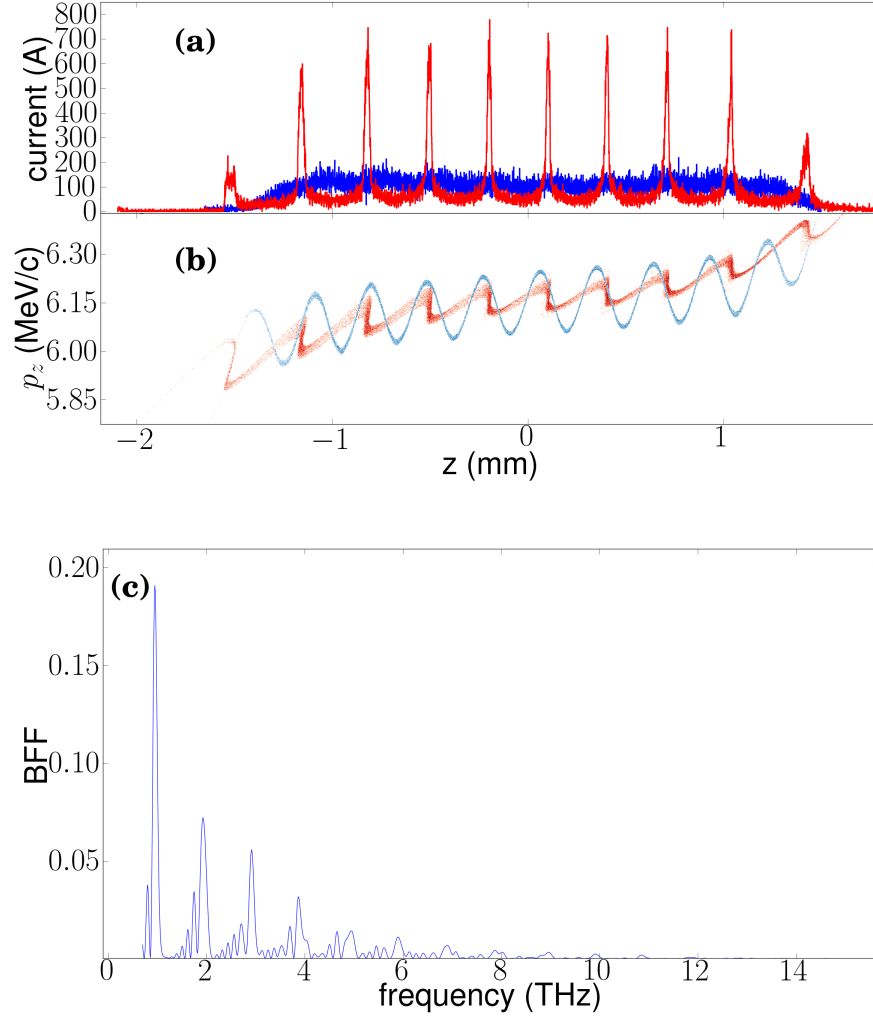 (a)
current (A)
800
700
600
500
400
300
200
100
0
(b)
p_z (MeV/c)
6.30
6.15
6.00
5.85
−2 −1 0 1
z (mm)
(c)
BFF
0.20
0.15
0.10
0.05
0 2 4 6 8 10 12 14
frequency (THz)